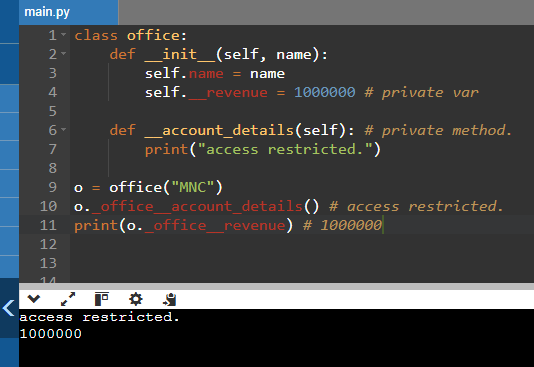 main.py
1 class office:
2     def __init__(self, name):
3         self.name = name
4         self.__revenue = 1000000 # private var
5
6     def __account_details(self): # private method.
7         print("access restricted.")
8
9 o = office("MNC")
10 o._office__account_details() # access restricted.
11 print(o._office__revenue) # 1000000
12
13
14
access restricted.
1000000